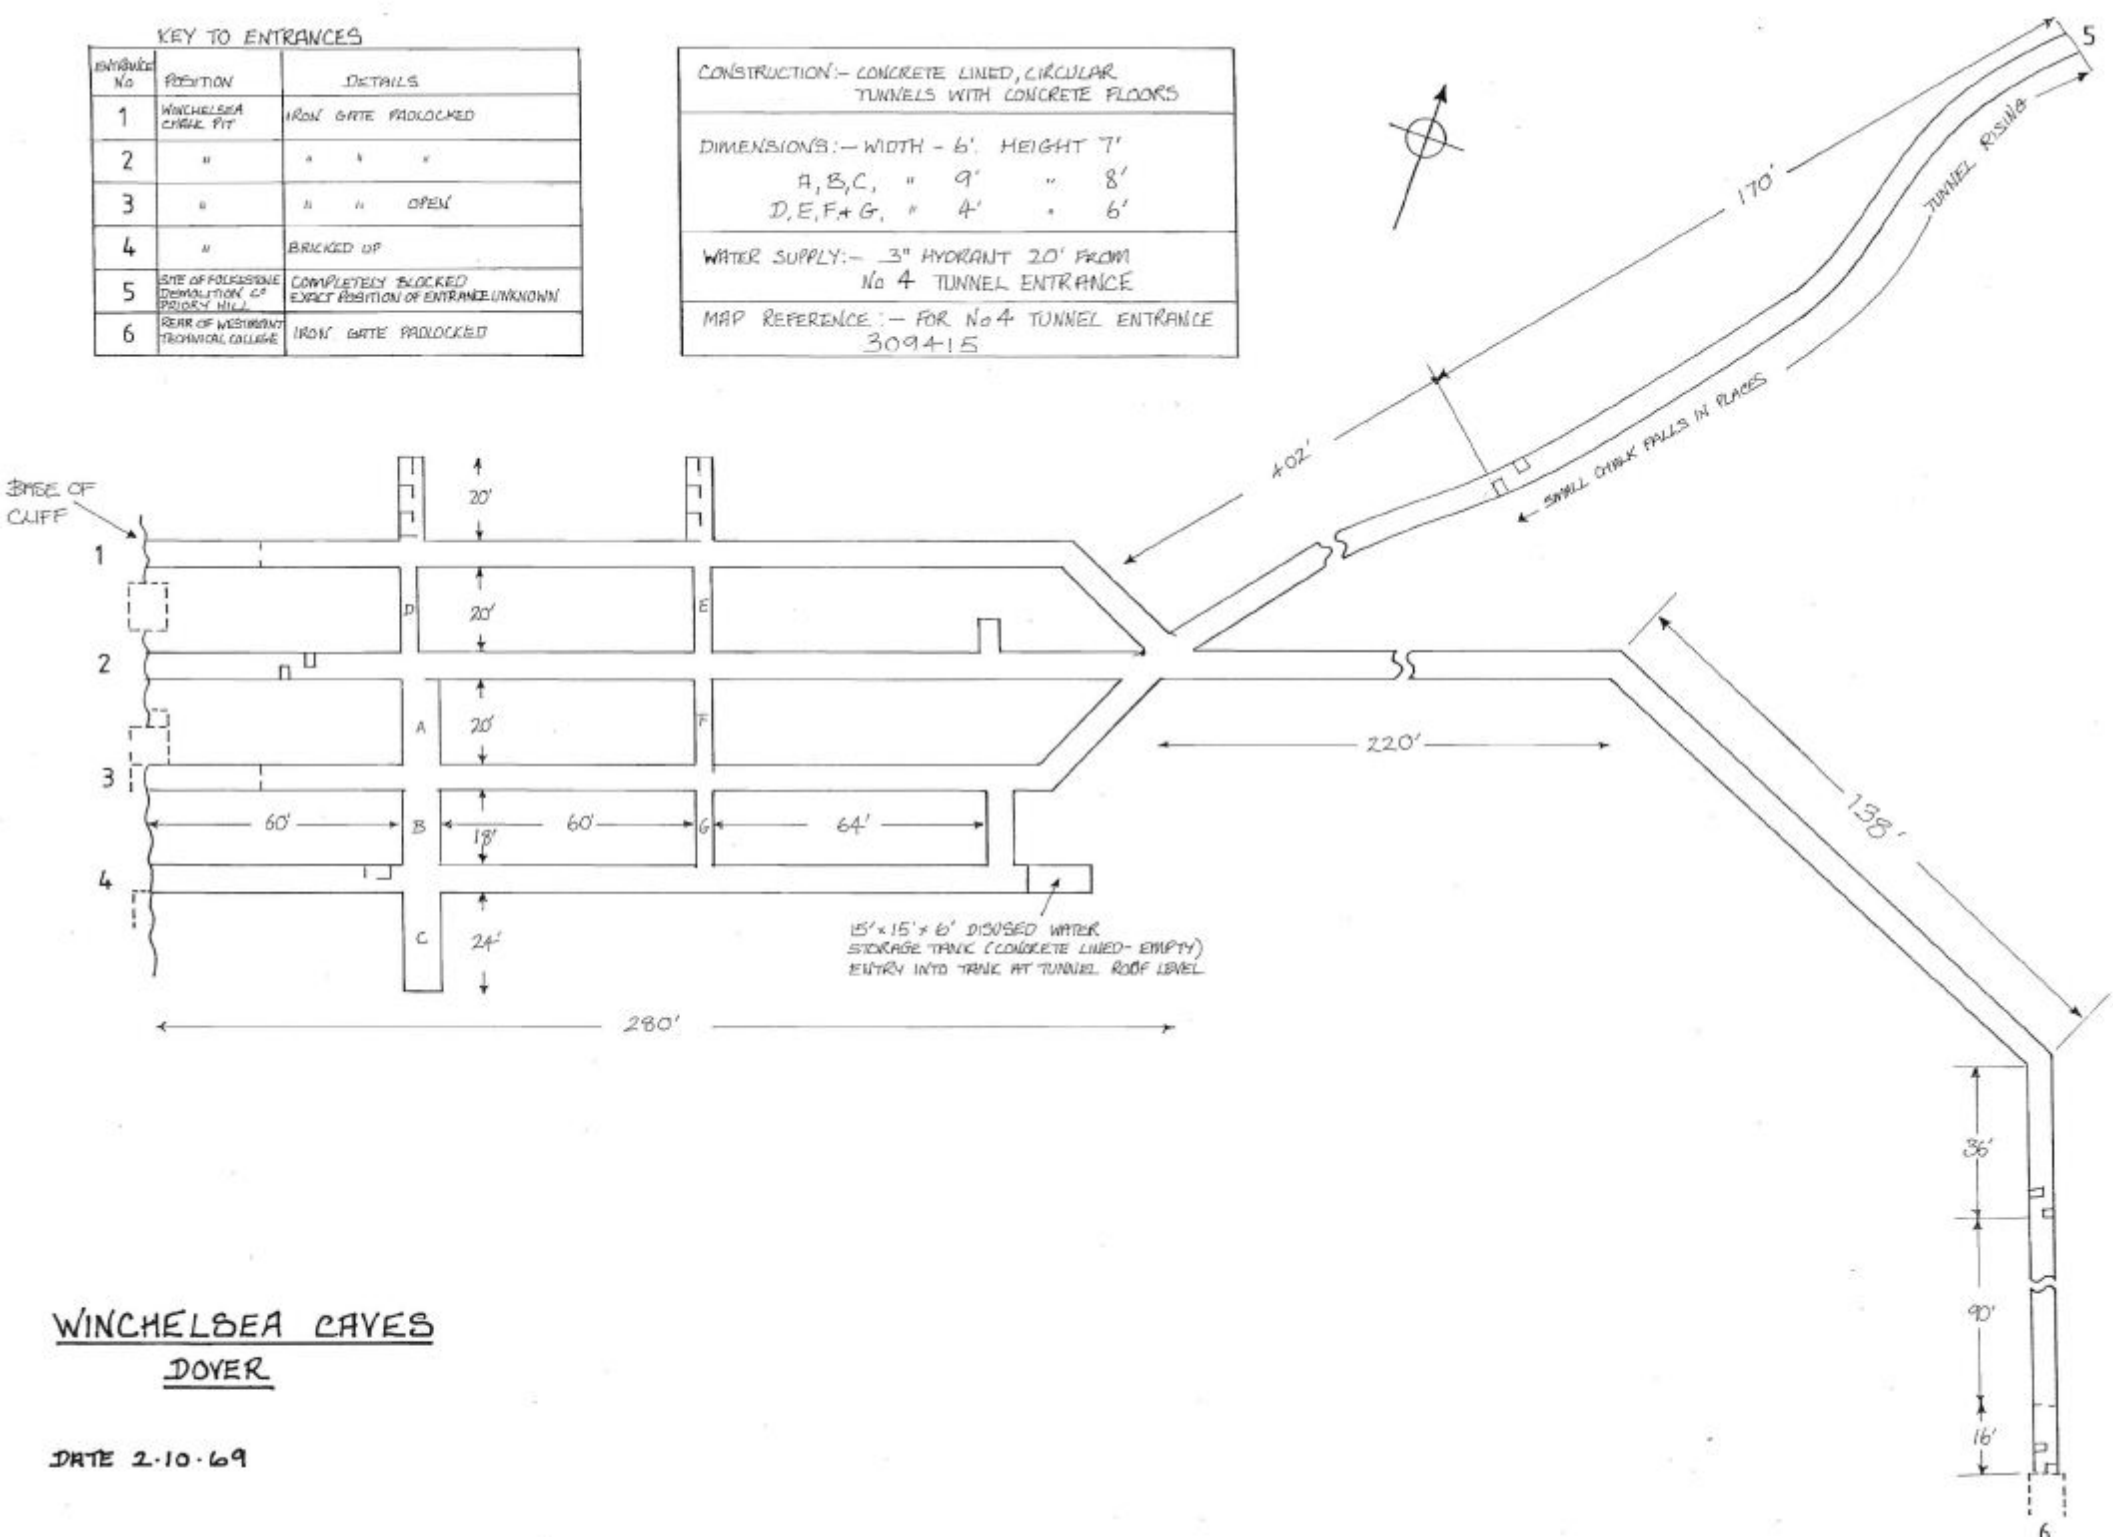 KEY TO ENTRANCES
ENTRANCE No POSITION DETAILS
1 WINCHELSEA CHALK PIT IRON GATE PADLOCKED
2 " " " "
3 " " " OPEN
4 " BRICKED UP
5 SITE OF FOLKESTONE DEMOLITION Co PRIORY HILL COMPLETELY BLOCKED EXACT POSITION OF ENTRANCE UNKNOWN
6 REAR OF WESTMOUNT TECHNICAL COLLAGE IRON GATE PADLOCKED
CONSTRUCTION:- CONCRETE LINED, CIRCULAR
TUNNELS WITH CONCRETE FLOORS
DIMENSIONS:- WIDTH - 6'. HEIGHT 7'
A, B, C, " 9' " 8'
D, E, F, + G, " 4' " 6'
WATER SUPPLY:- 3" HYDRANT 20' FROM
No 4 TUNNEL ENTRANCE
MAP REFERENCE:- FOR No 4 TUNNEL ENTRANCE
309415
5
TUNNEL RISING
170'
402'
SMALL CHALK FALLS IN PLACES
BASE OF
CLIFF
20'
1
D
20'
E
2
A
20'
F
220'
3
60'
B
18'
60'
G
64'
138'
4
C
24'
15' x 15' x 6' DISUSED WATER
STORAGE TANK (CONCRETE LINED - EMPTY)
ENTRY INTO TANK AT TUNNEL ROOF LEVEL
280'
36'
90'
16'
6
WINCHELSEA CAVES
DOVER
DATE 2.10.69